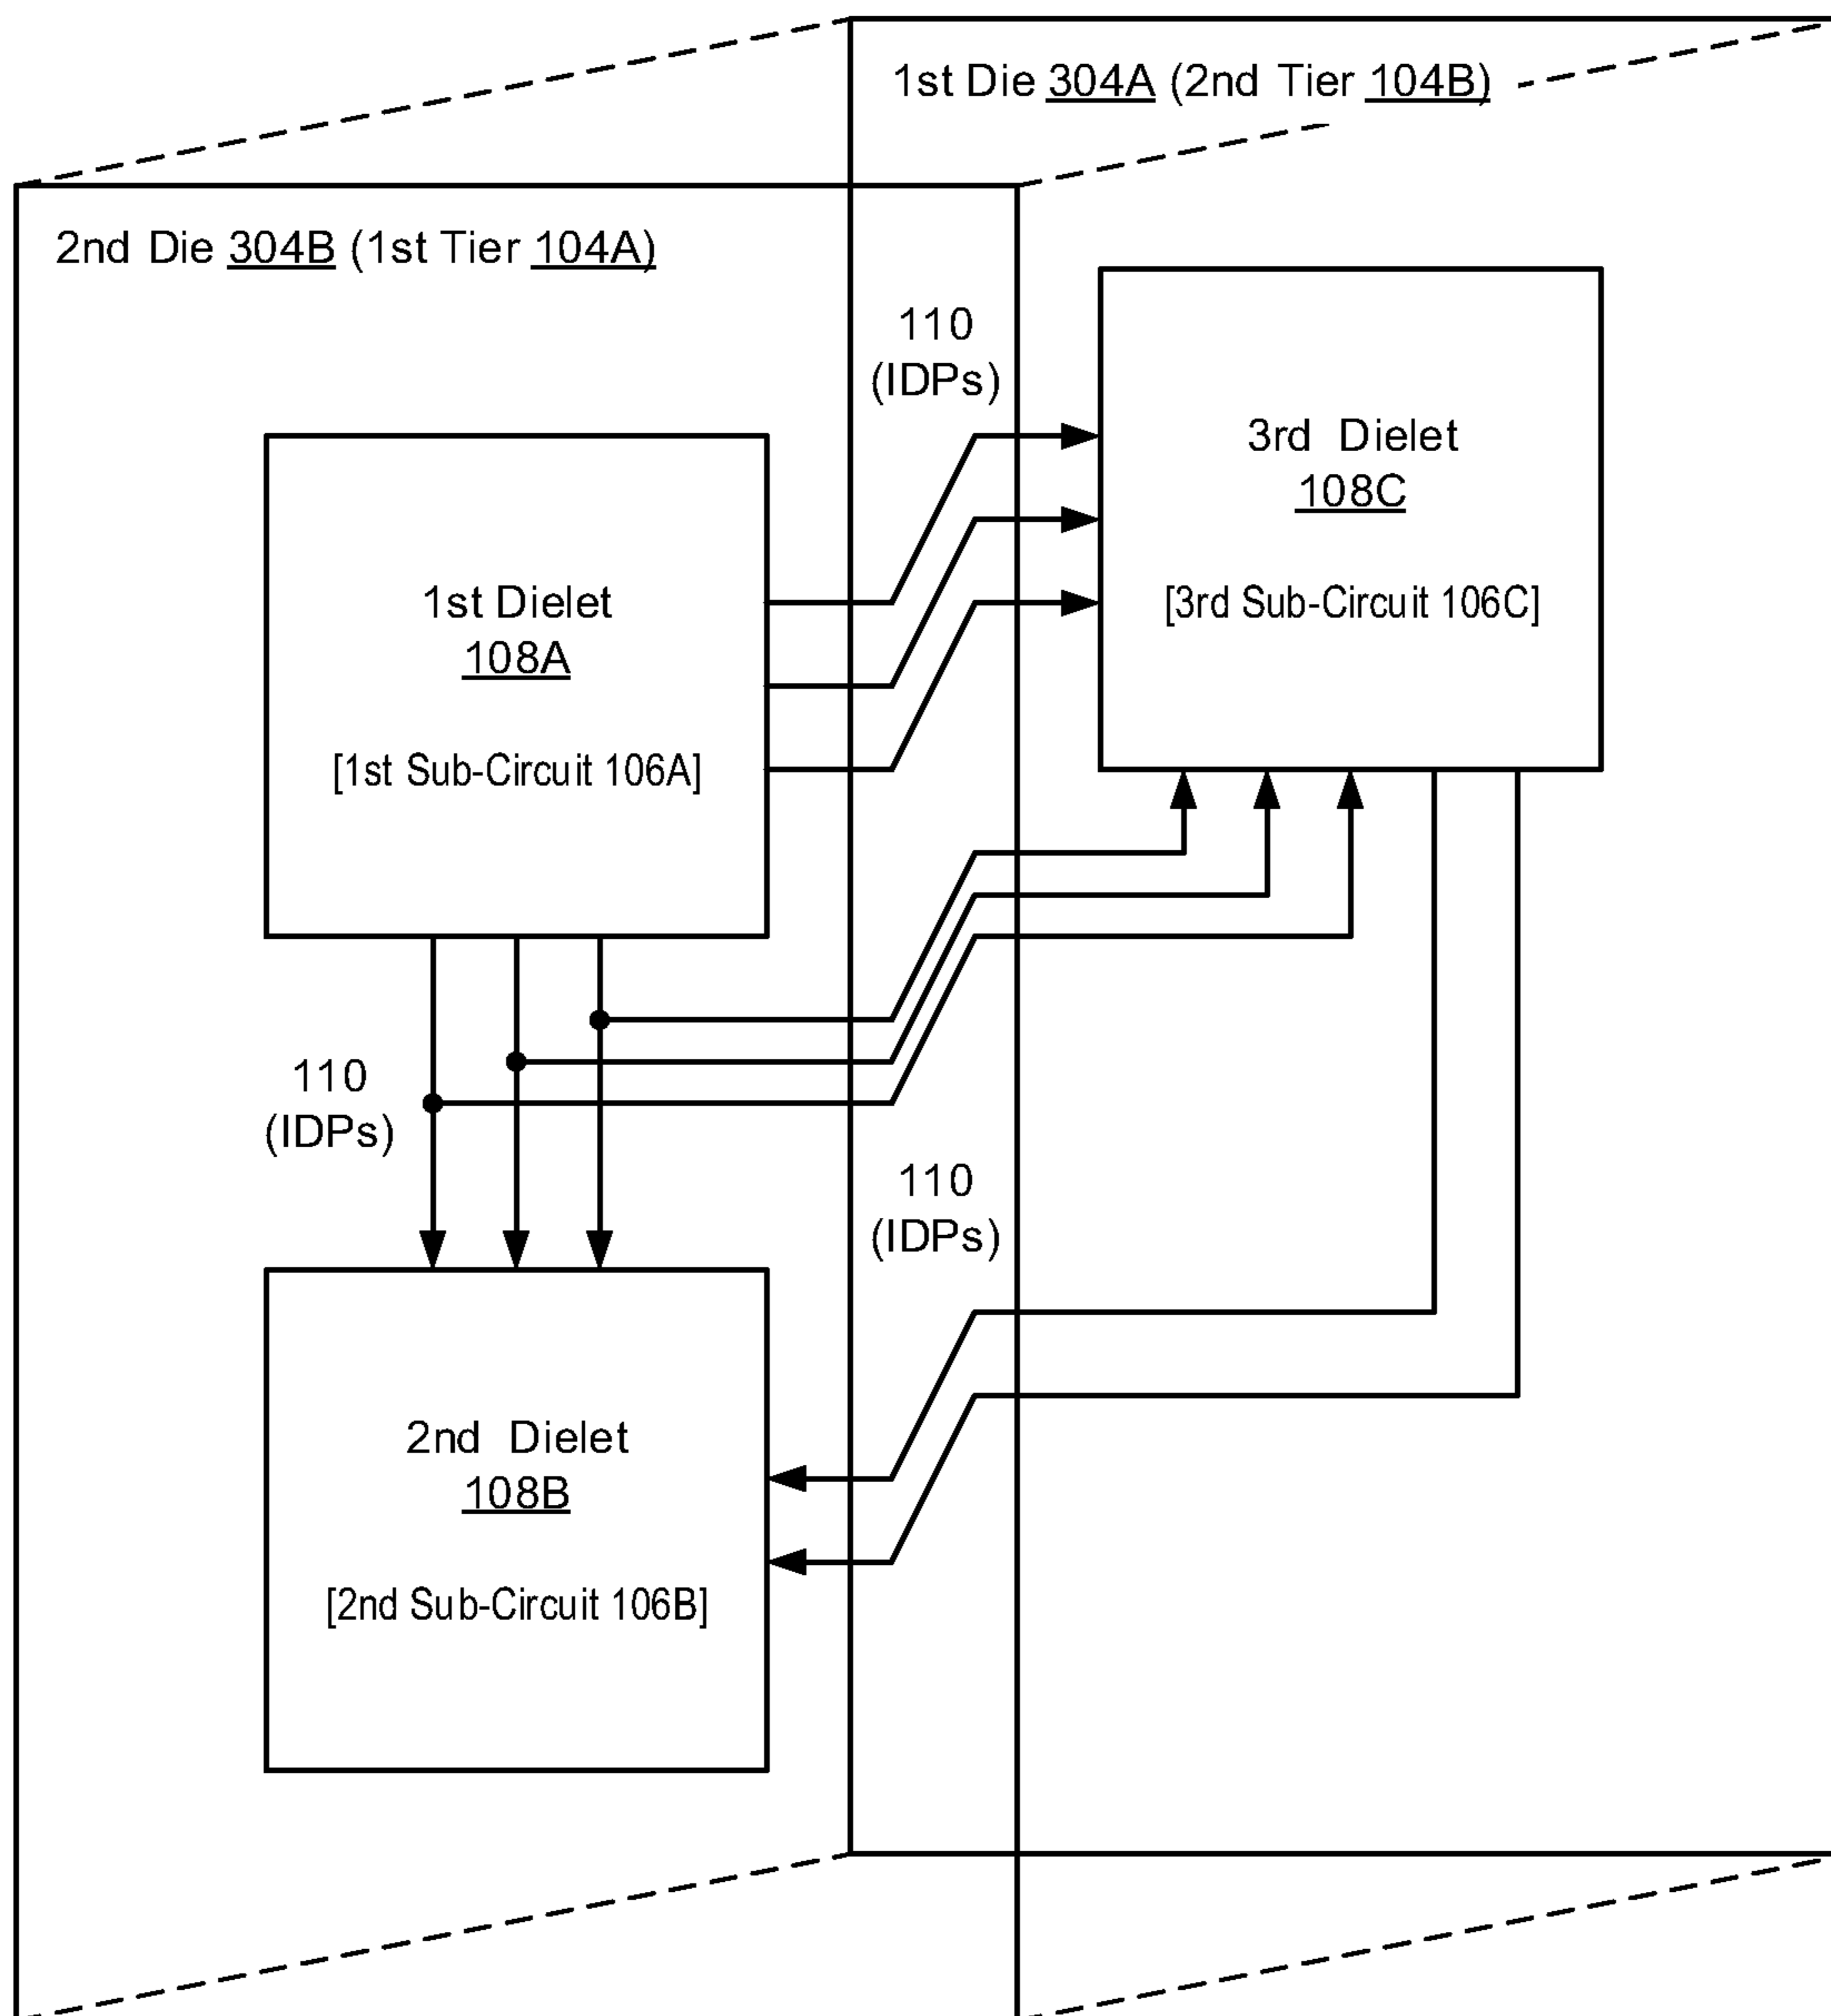 1st Die 304A (2nd Tier 104B)
2nd Die 304B (1st Tier 104A)
110
(IDPs)
3rd Dielet
108C
[3rd Sub-Circuit 106C]
1st Dielet
108A
[1st Sub-Circuit 106A]
110
(IDPs)
110
(IDPs)
2nd Dielet
108B
[2nd Sub-Circuit 106B]